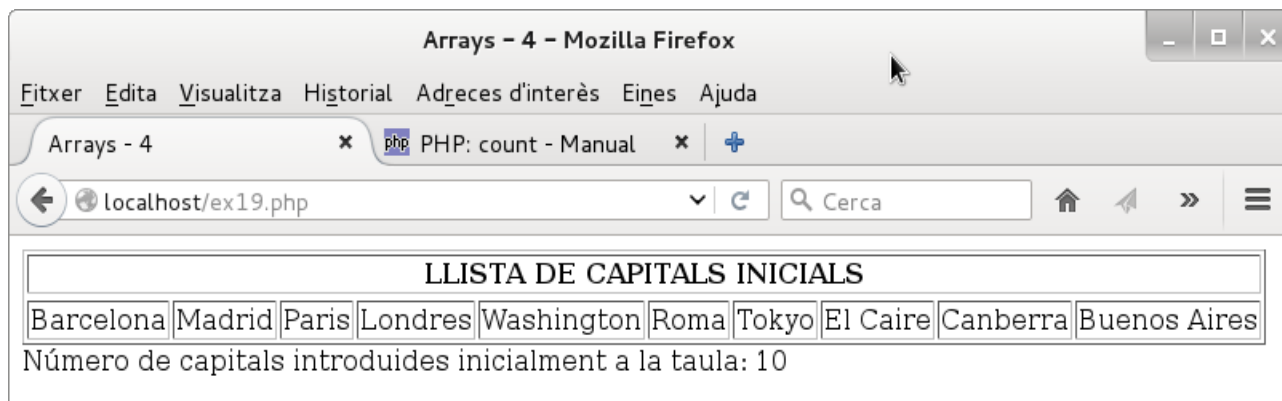 Arrays - 4 - Mozilla Firefox
Fitxer Edita Visualitza Historial Adreces d'interès Eines Ajuda
Arrays - 4
php PHP: count - Manual
localhost/ex19.php
Cerca
LLISTA DE CAPITALS INICIALS
Barcelona Madrid Paris Londres Washington Roma Tokyo El Caire Canberra Buenos Aires
Número de capitals introduides inicialment a la taula: 10